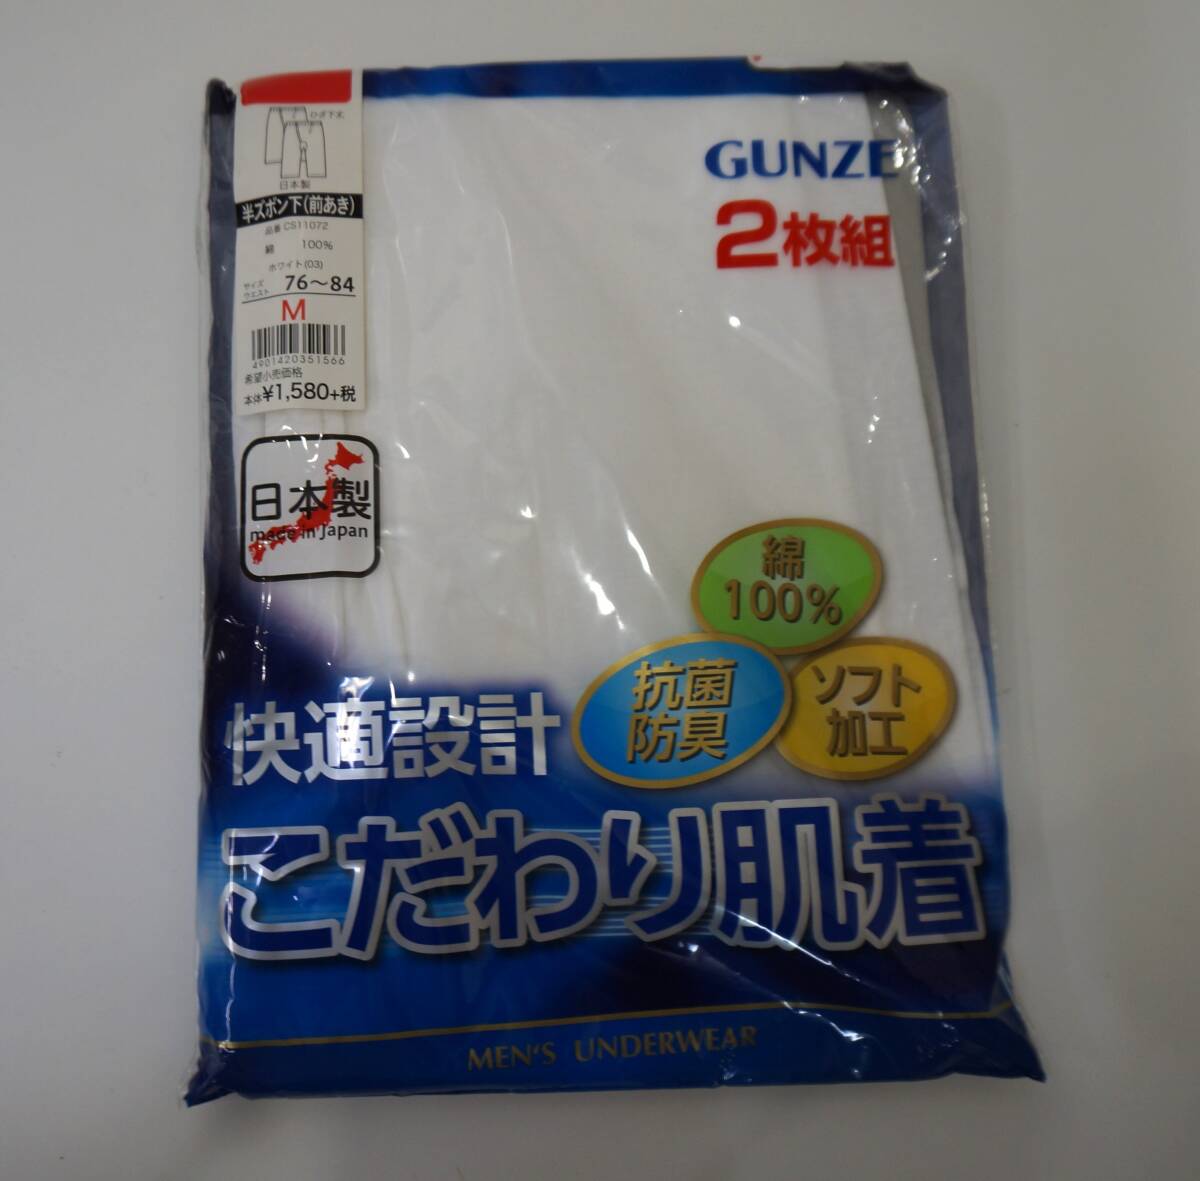 ひざ下丈
日本製
半ズボン下(前あき)
品番 CS11072
綿 100%
ホワイト(03)
サイズ
ウエスト 76～84
M
4901420351566
希望小売価格
本体¥1,580+税
GUNZE
2枚組
日本製
made in Japan
綿
100%
抗菌
防臭
ソフト
加工
快適設計
こだわり肌着
MEN'S UNDERWEAR